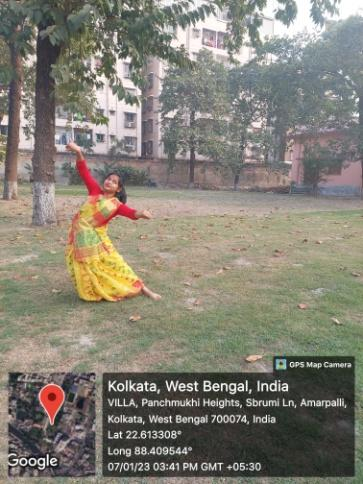 GPS Map Camera
Kolkata, West Bengal, India
VILLA, Panchmukhi Heights, Sbrumi Ln, Amarpalli,
Kolkata, West Bengal 700074, India
Lat 22.613308°
Long 88.409544°
07/01/23 03:41 PM GMT +05:30
Google